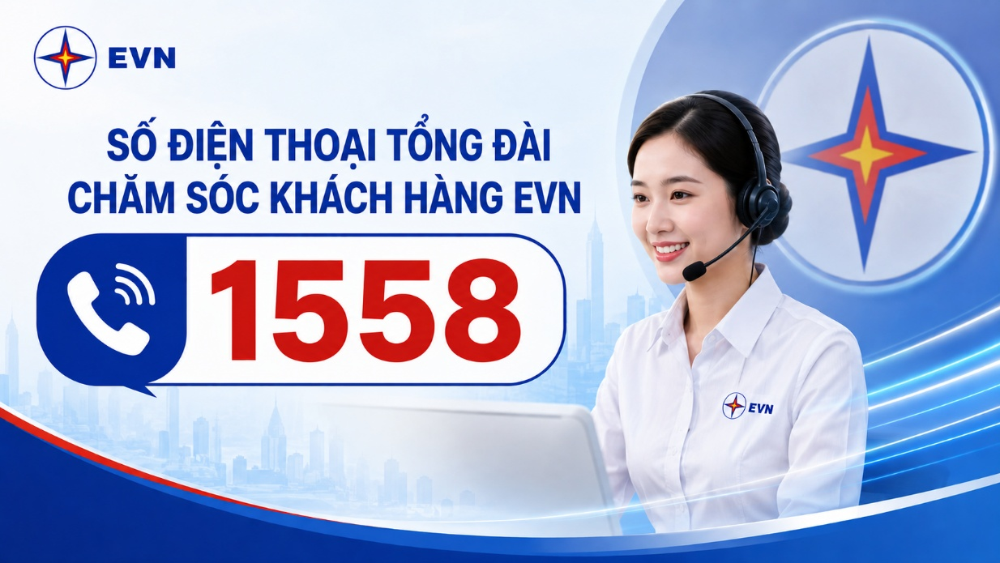 EVN
SỐ ĐIỆN THOẠI TỔNG ĐÀI
CHĂM SÓC KHÁCH HÀNG EVN
1558
EVN